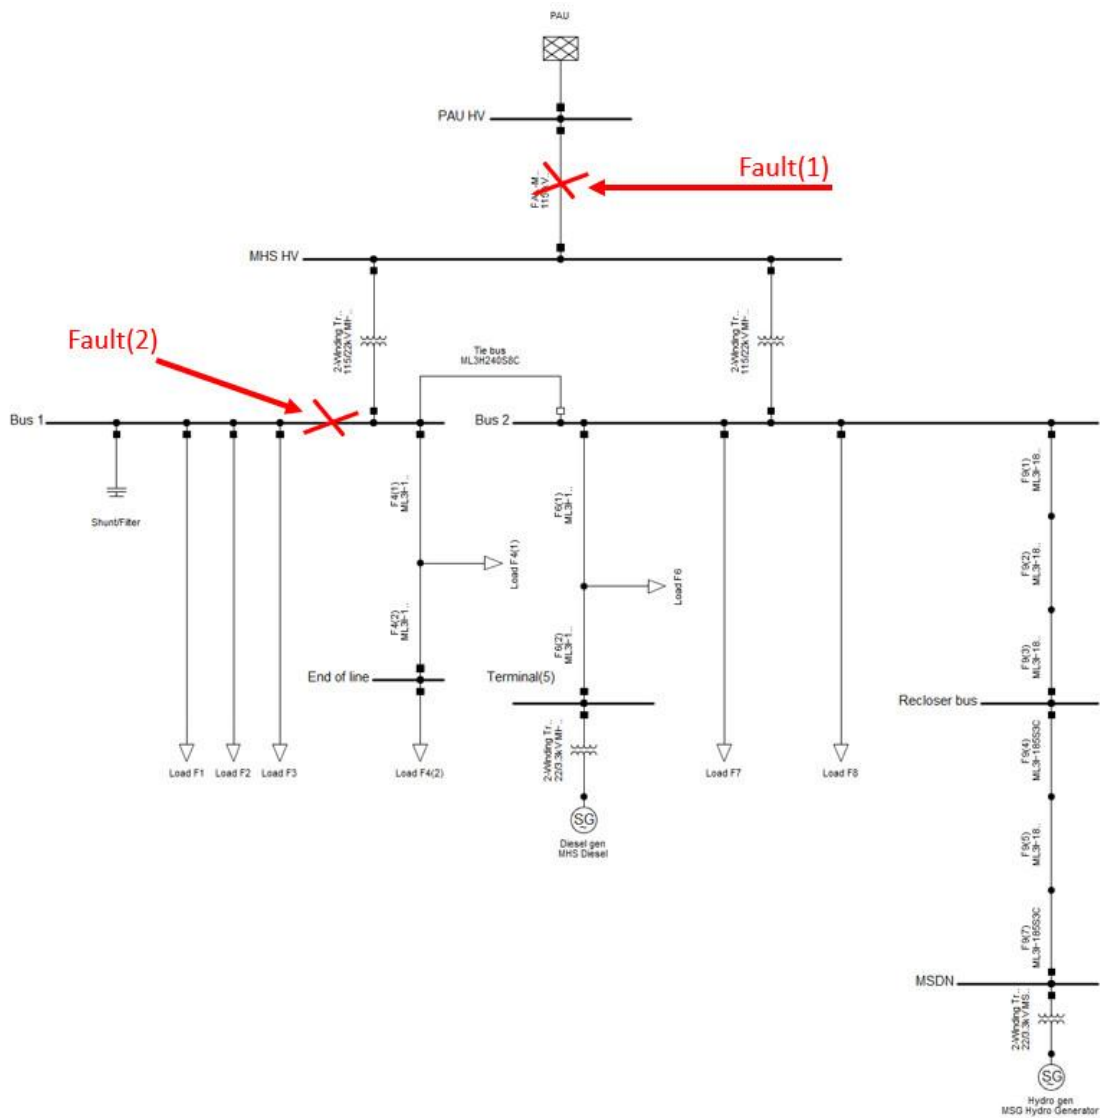 PAU
PAU HV
Fault(1)
115
MHS HV
2-Winding Tr..
115/22kV MH-..
2-Winding Tr..
115/22kV MH-..
Fault(2)
Tie bus
ML3H240S8C
Bus 1
Bus 2
Shunt/Filter
F4(1)
ML3I-1..
F6(1)
ML3I-1..
F9(1)
ML3I-18..
Load F4(1)
Load F6
F9(2)
ML3I-18..
F4(2)
ML3I-1..
F6(2)
ML3I-1..
F9(3)
ML3I-18..
End of line
Terminal(5)
Recloser bus
Load F1
Load F2
Load F3
Load F4(2)
2-Winding Tr..
22/3.3kV MH-..
Load F7
Load F8
F9(4)
ML3I-185S3C
SG
Diesel gen
MHS Diesel
F9(5)
ML3I-18..
F9(7)
ML3I-185S3C
MSDN
2-Winding Tr..
22/3.3kV MS..
SG
Hydro gen
MSG Hydro Generator